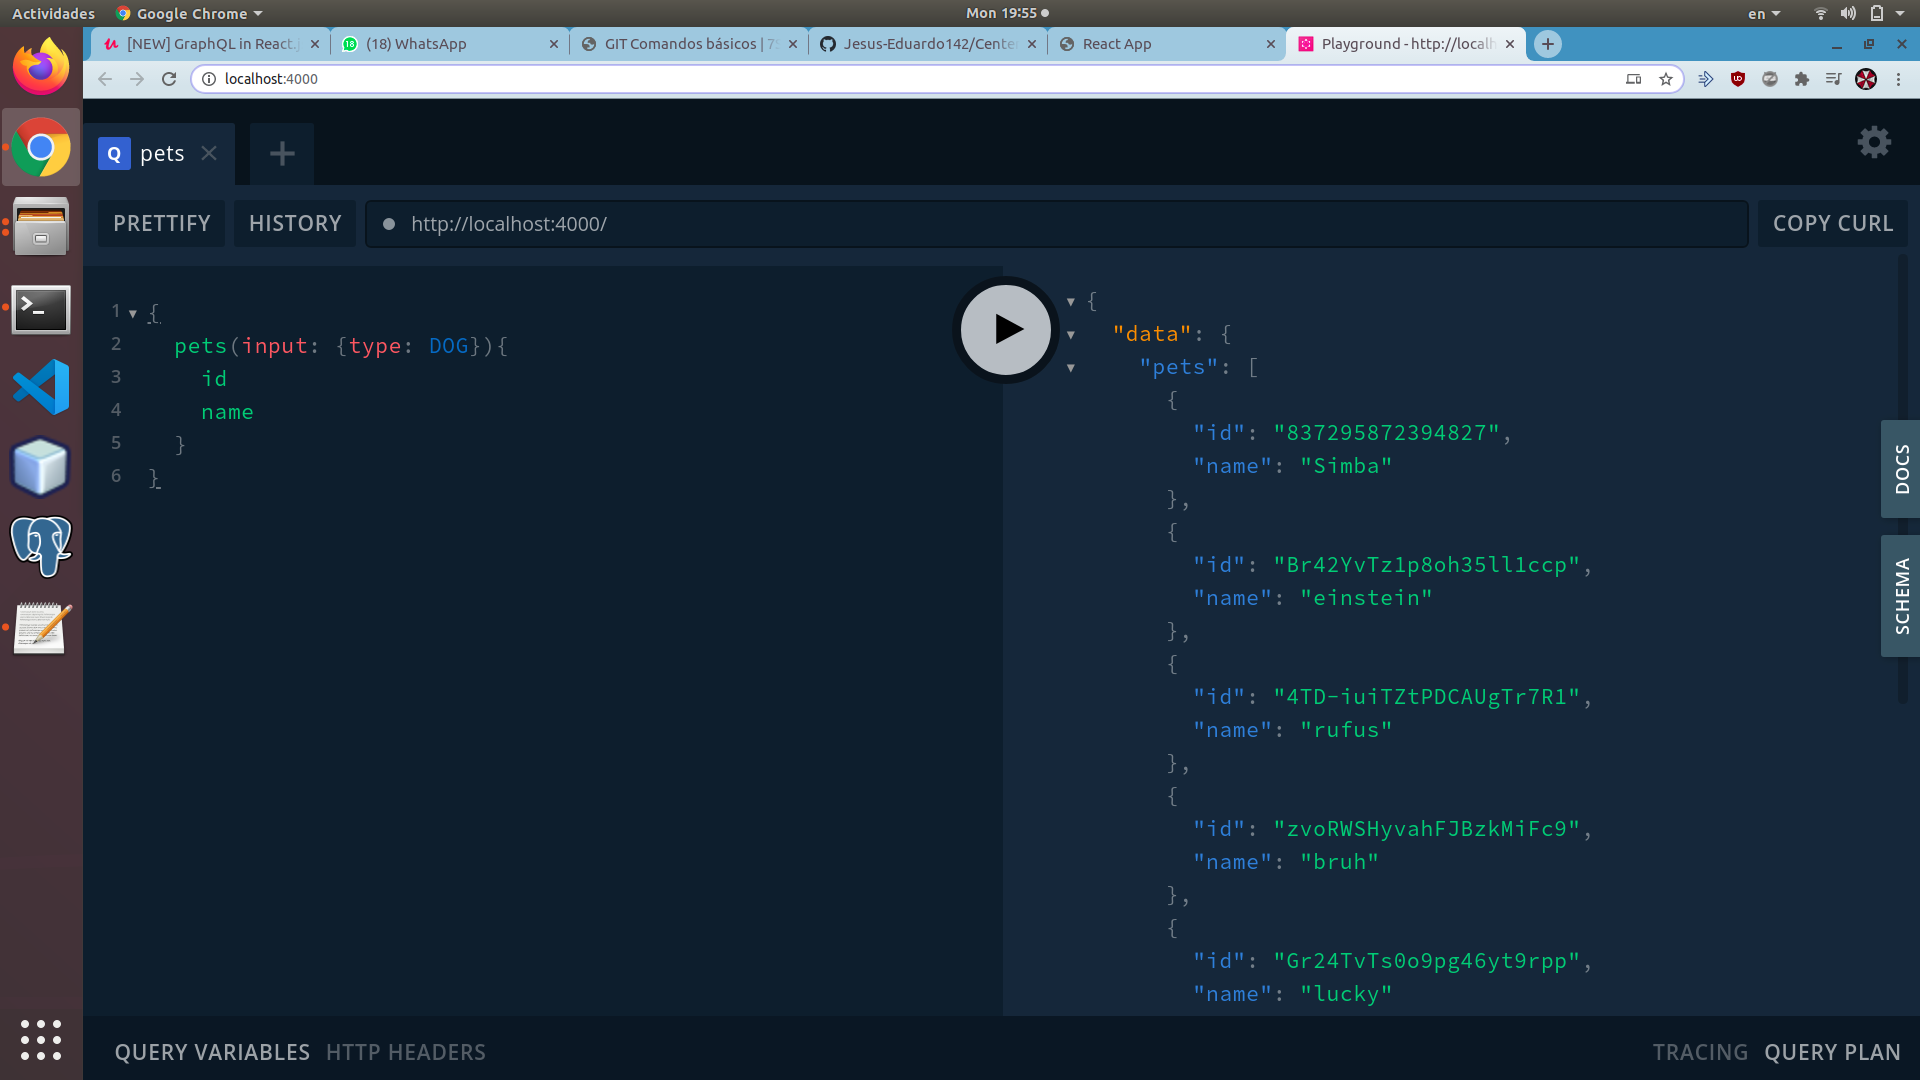 Actividades Google Chrome Mon 19:55 en
[NEW] GraphQL in React.j (18) WhatsApp GIT Comandos básicos | 7S Jesus-Eduardo142/Cente React App Playground - http://localh
localhost:4000
Q pets
PRETTIFY HISTORY http://localhost:4000/ COPY CURL
1 {
2 pets(input: {type: DOG}){
3 id
4 name
5 }
6 }
{
"data": {
"pets": [
{
"id": "837295872394827",
"name": "Simba"
},
{
"id": "Br42YvTz1p8oh35ll1ccp",
"name": "einstein"
},
{
"id": "4TD-iuiTZtPDCAUgTr7R1",
"name": "rufus"
},
{
"id": "zvoRWSHyvahFJBzkMiFc9",
"name": "bruh"
},
{
"id": "Gr24TvTs0o9pg46yt9rpp",
"name": "lucky"
DOCS
SCHEMA
QUERY VARIABLES HTTP HEADERS TRACING QUERY PLAN